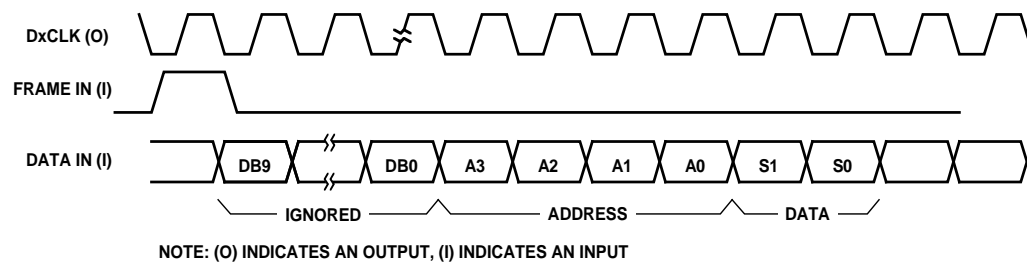 DxCLK (O)
FRAME IN (I)
DATA IN (I) DB9 DB0 A3 A2 A1 A0 S1 S0
IGNORED ADDRESS DATA
NOTE: (O) INDICATES AN OUTPUT, (I) INDICATES AN INPUT